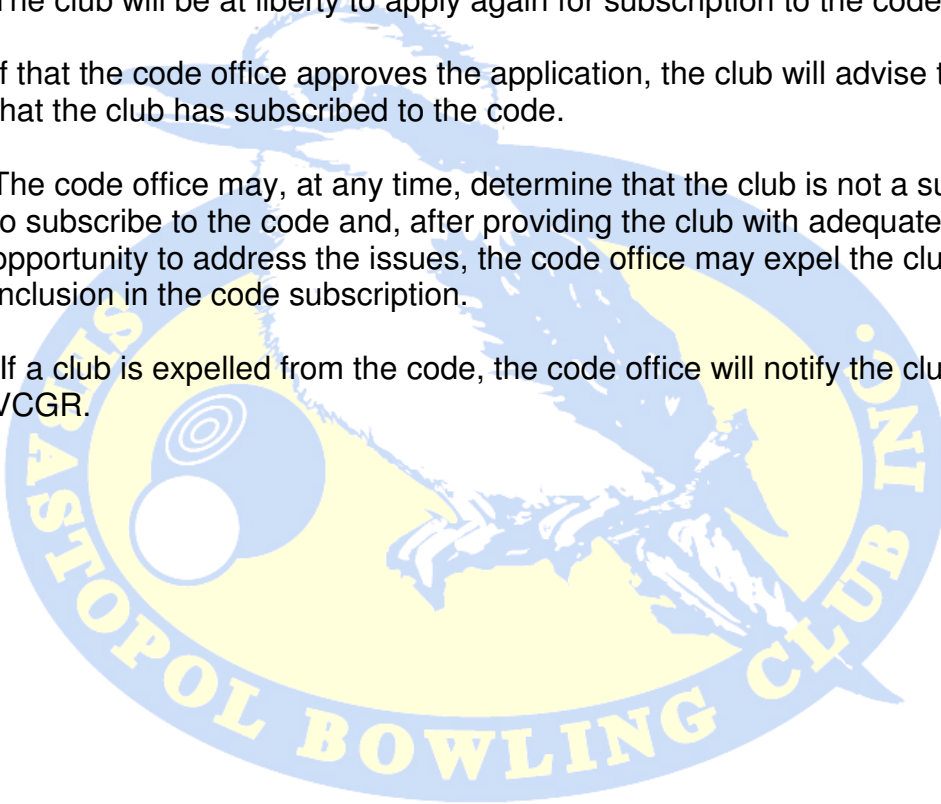 The club will be at liberty to apply again for subscription to the code
f that the code office approves the application, the club will advise t
hat the club has subscribed to the code.
The code office may, at any time, determine that the club is not a su
o subscribe to the code and, after providing the club with adequate
opportunity to address the issues, the code office may expel the clu
nclusion in the code subscription.
If a club is expelled from the code, the code office will notify the clu
VCGR.
SEBASTOPOL BOWLING CLUB INC.